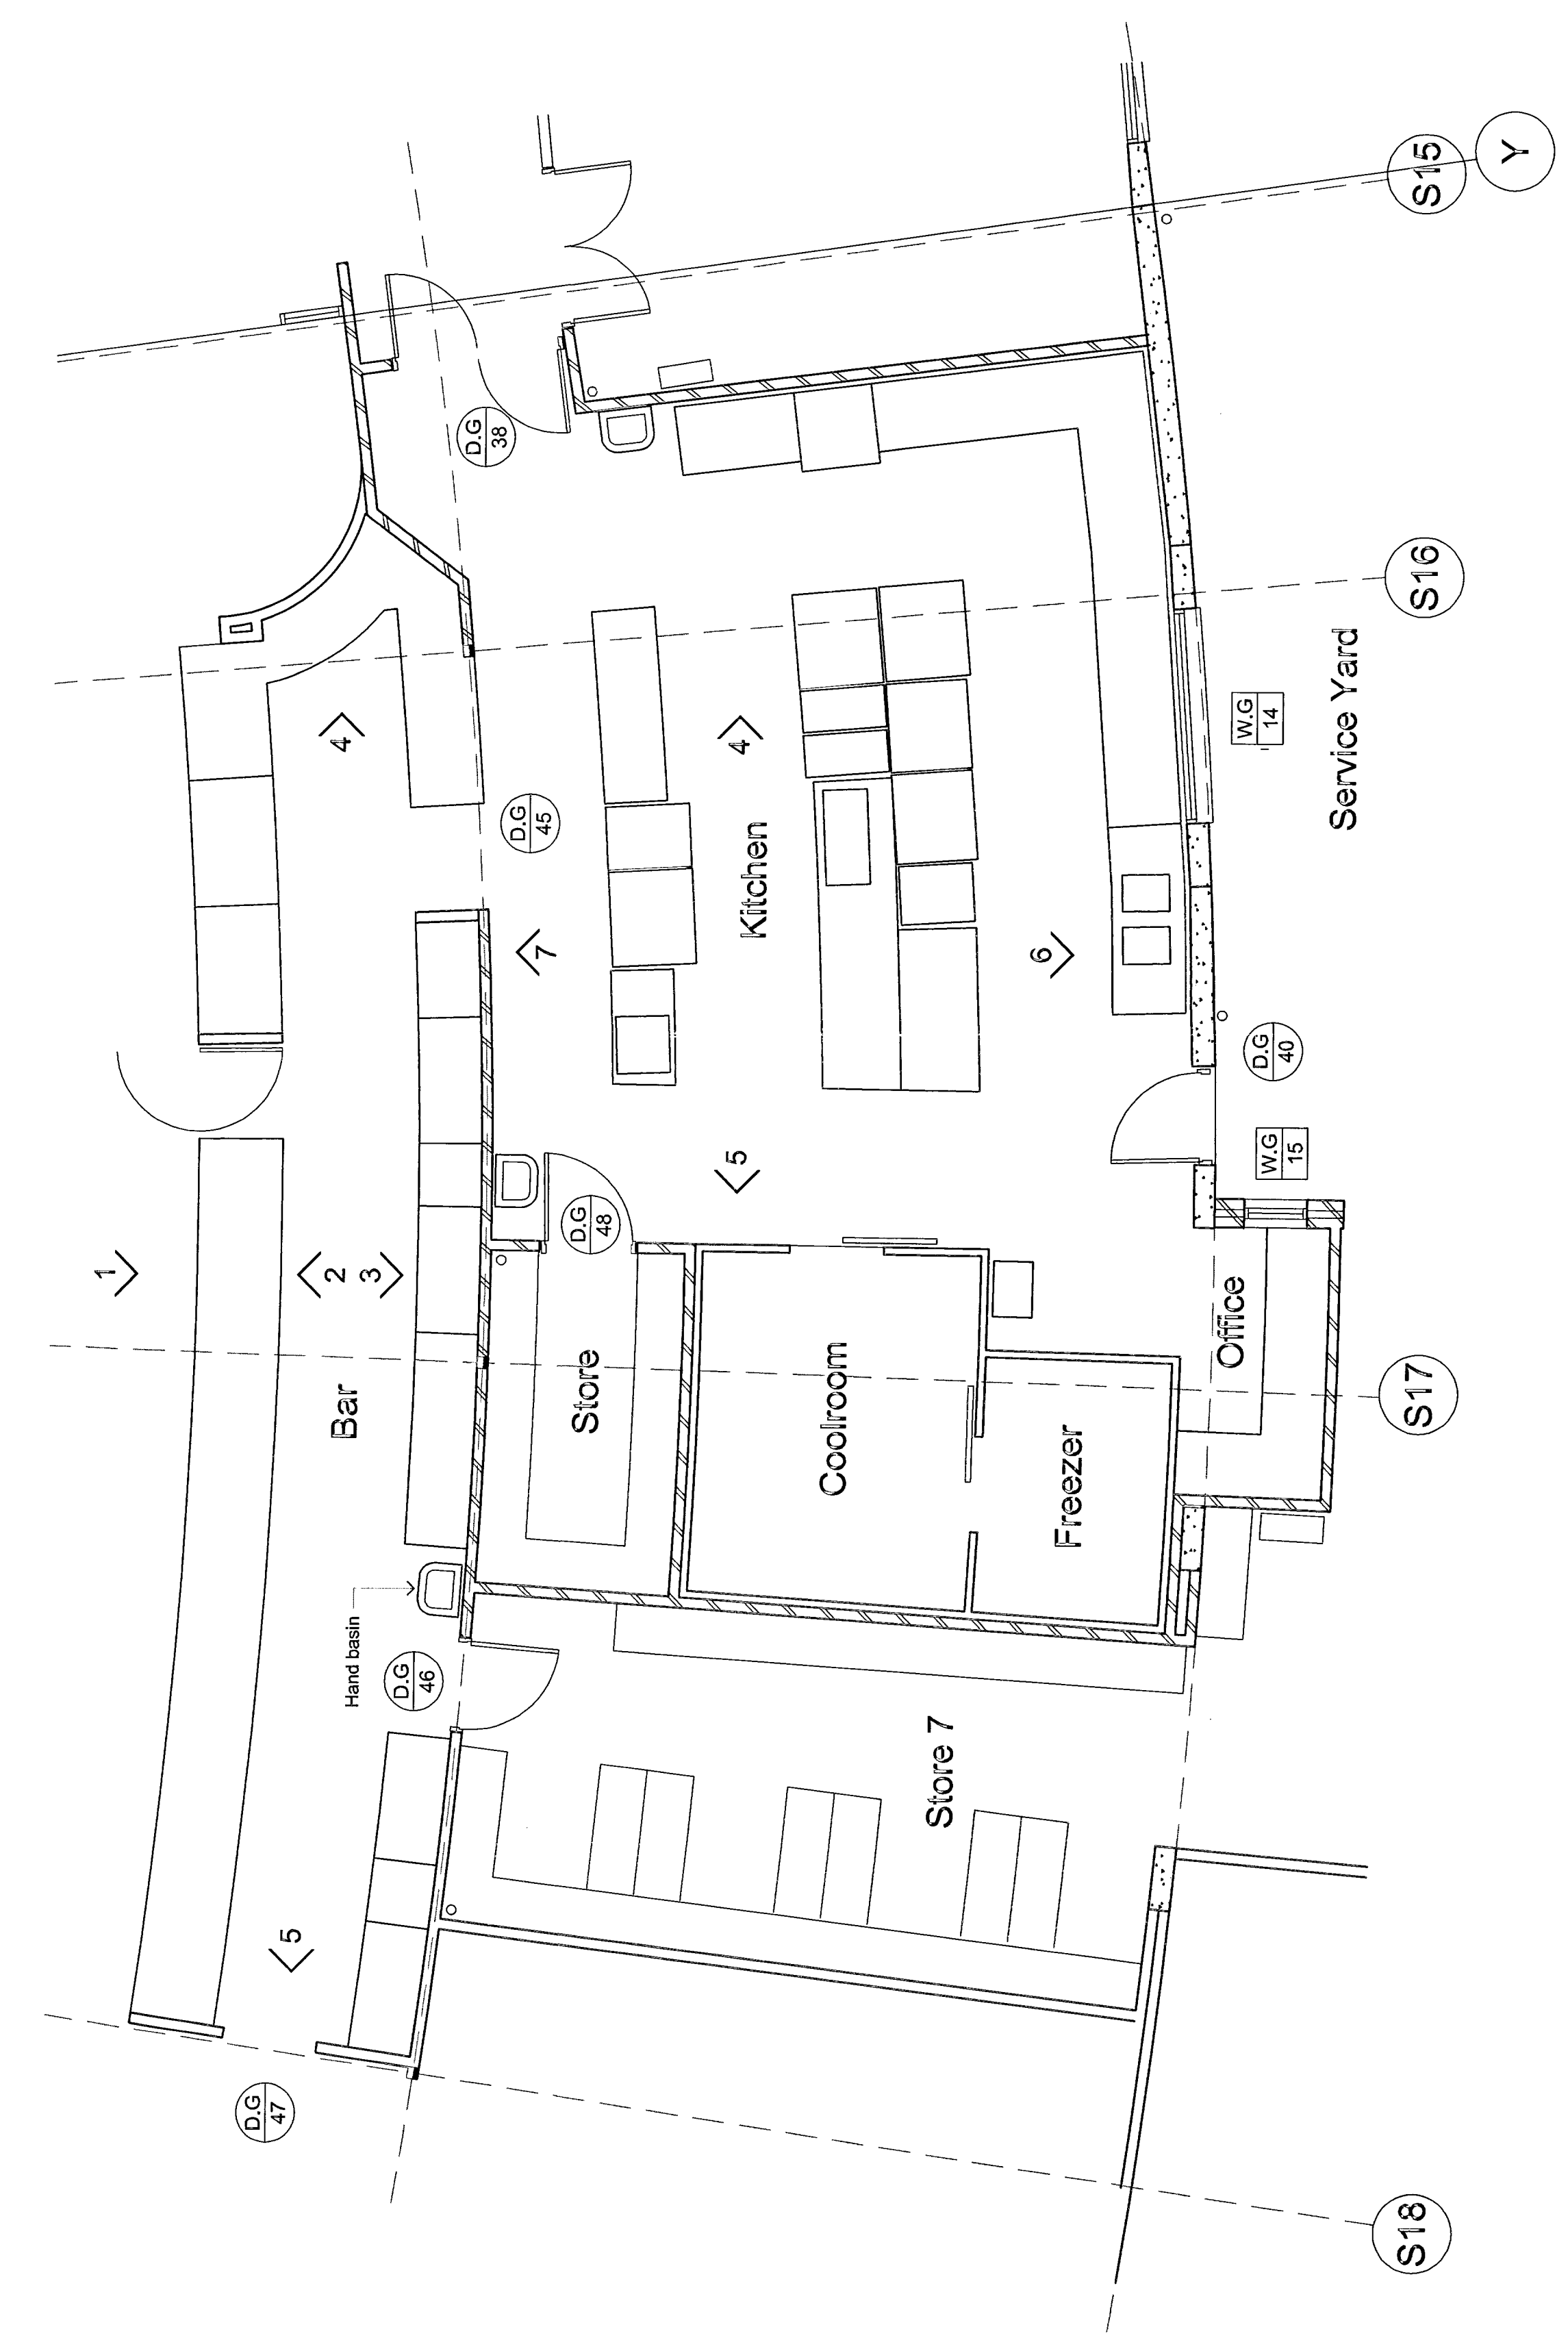 1
D.G
47
5
2
3
4
Bar
Hand basin
D.G
46
D.G
38
D.G
45
7
D.G
48
Store
5
4
Kitchen
Coolroom
Store 7
6
Freezer
Office
W.G
15
D.G
40
W.G
14
Service Yard
S18
S17
S16
S15
Y